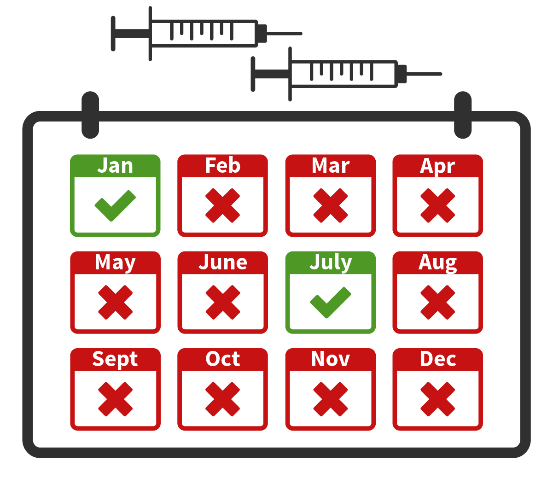 Jan Feb Mar Apr
May June July Aug
Sept Oct Nov Dec